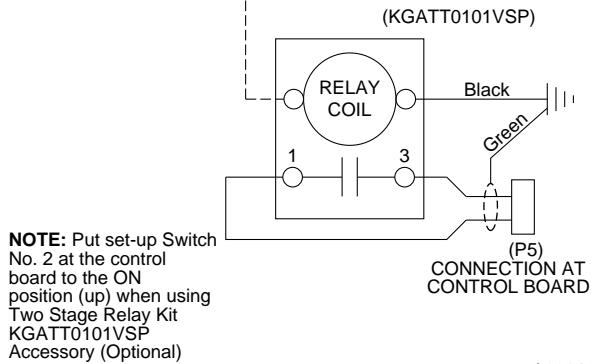 (KGATT0101VSP)
RELAY
COIL
Black
Green
1
3
NOTE: Put set-up Switch
No. 2 at the control
board to the ON
position (up) when using
Two Stage Relay Kit
KGATT0101VSP
Accessory (Optional)
(P5)
CONNECTION AT
CONTROL BOARD